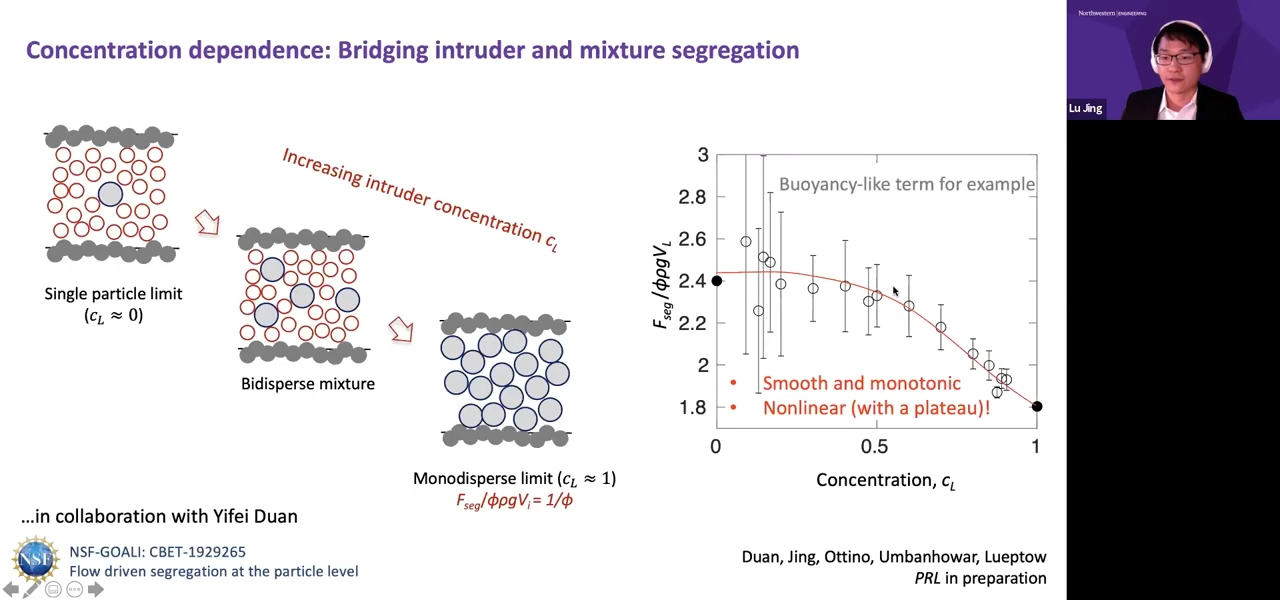 Concentration dependence: Bridging intruder and mixture segregation
Northwestern | ENGINEERING
Lu Jing
Increasing intruder concentration c_L
Single particle limit
(c_L ≈ 0)
Bidisperse mixture
Monodisperse limit (c_L ≈ 1)
F_seg/ϕρgV_i = 1/ϕ
Buoyancy-like term for example
F_seg/ϕρgV_L
3
2.8
2.6
2.4
2.2
2
1.8
• Smooth and monotonic
• Nonlinear (with a plateau)!
0 0.5 1
Concentration, c_L
...in collaboration with Yifei Duan
NSF
NSF-GOALI: CBET-1929265
Flow driven segregation at the particle level
Duan, Jing, Ottino, Umbanhowar, Lueptow
PRL in preparation